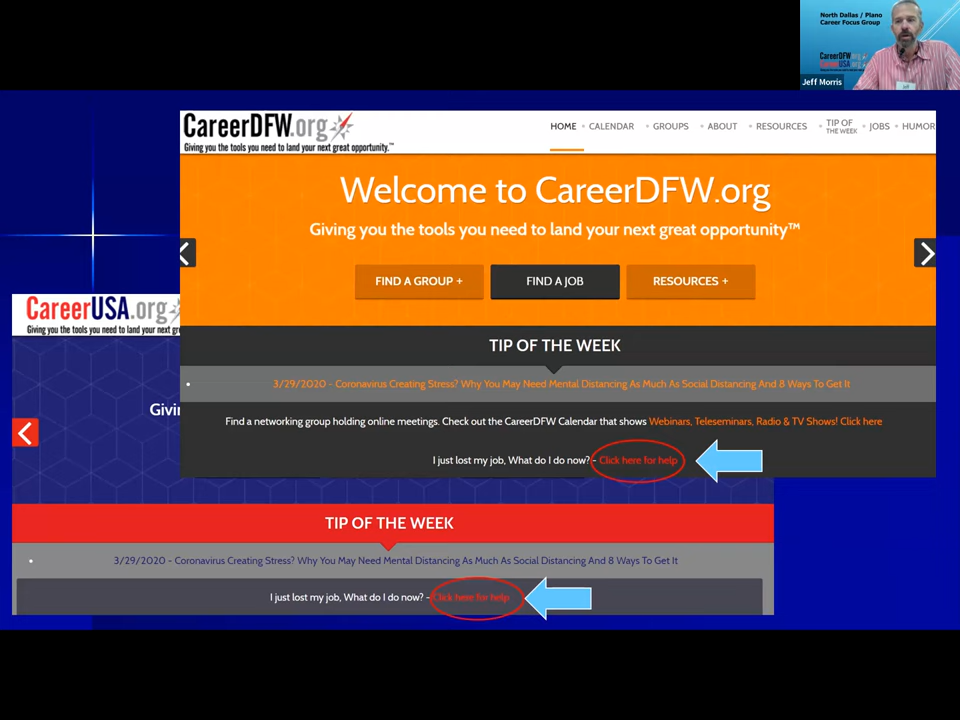 North Dallas / Plano
Career Focus Group
CareerDFW.org
CareerUSA.org
Jeff Morris
CareerDFW.org
Giving you the tools you need to land your next great opportunity.™
HOME CALENDAR GROUPS ABOUT RESOURCES TIP OF THE WEEK JOBS HUMOR
Welcome to CareerDFW.org
Giving you the tools you need to land your next great opportunity™
FIND A GROUP +
FIND A JOB
RESOURCES +
TIP OF THE WEEK
3/29/2020 - Coronavirus Creating Stress? Why You May Need Mental Distancing As Much As Social Distancing And 8 Ways To Get It
Find a networking group holding online meetings. Check out the CareerDFW Calendar that shows Webinars, Teleseminars, Radio & TV Shows! Click here
I just lost my job, What do I do now? - Click here for help
CareerUSA.org
Giving you the tools you need to land your next gr
Givi
TIP OF THE WEEK
3/29/2020 - Coronavirus Creating Stress? Why You May Need Mental Distancing As Much As Social Distancing And 8 Ways To Get It
I just lost my job, What do I do now? - Click here for help